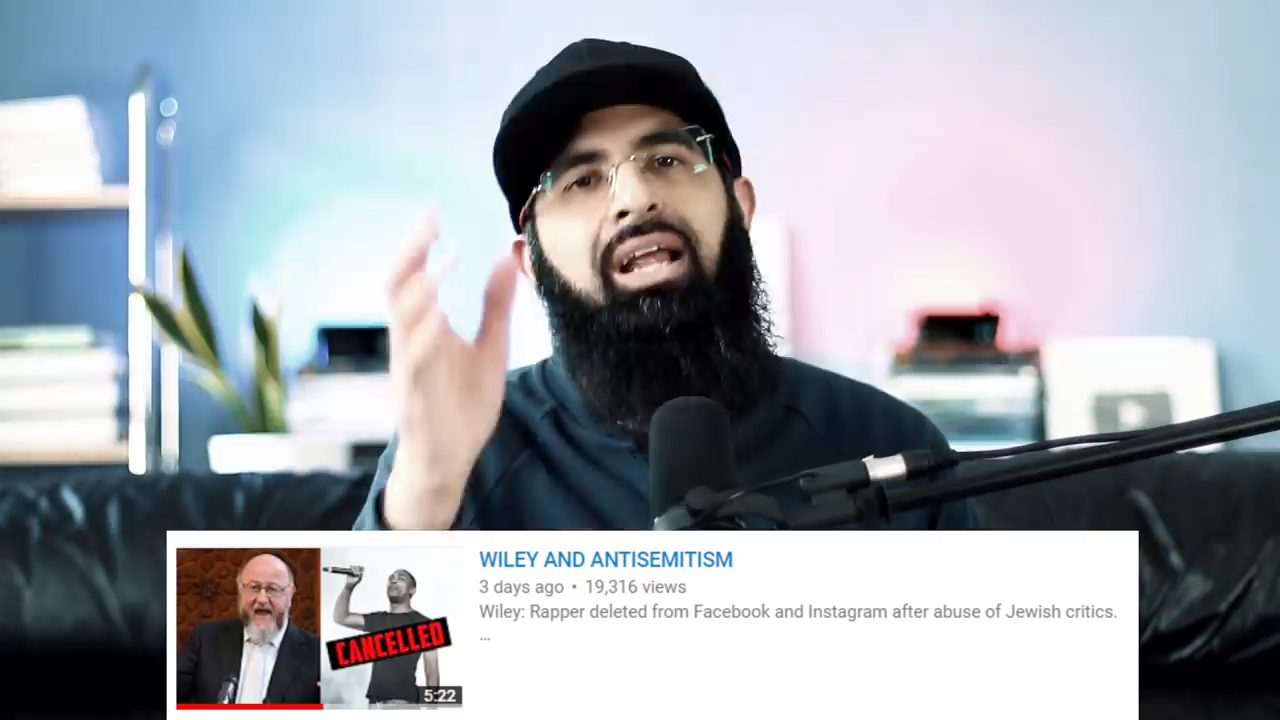 WILEY AND ANTISEMITISM
3 days ago • 19,316 views
Wiley: Rapper deleted from Facebook and Instagram after abuse of Jewish critics.
...
CANCELLED
5:22